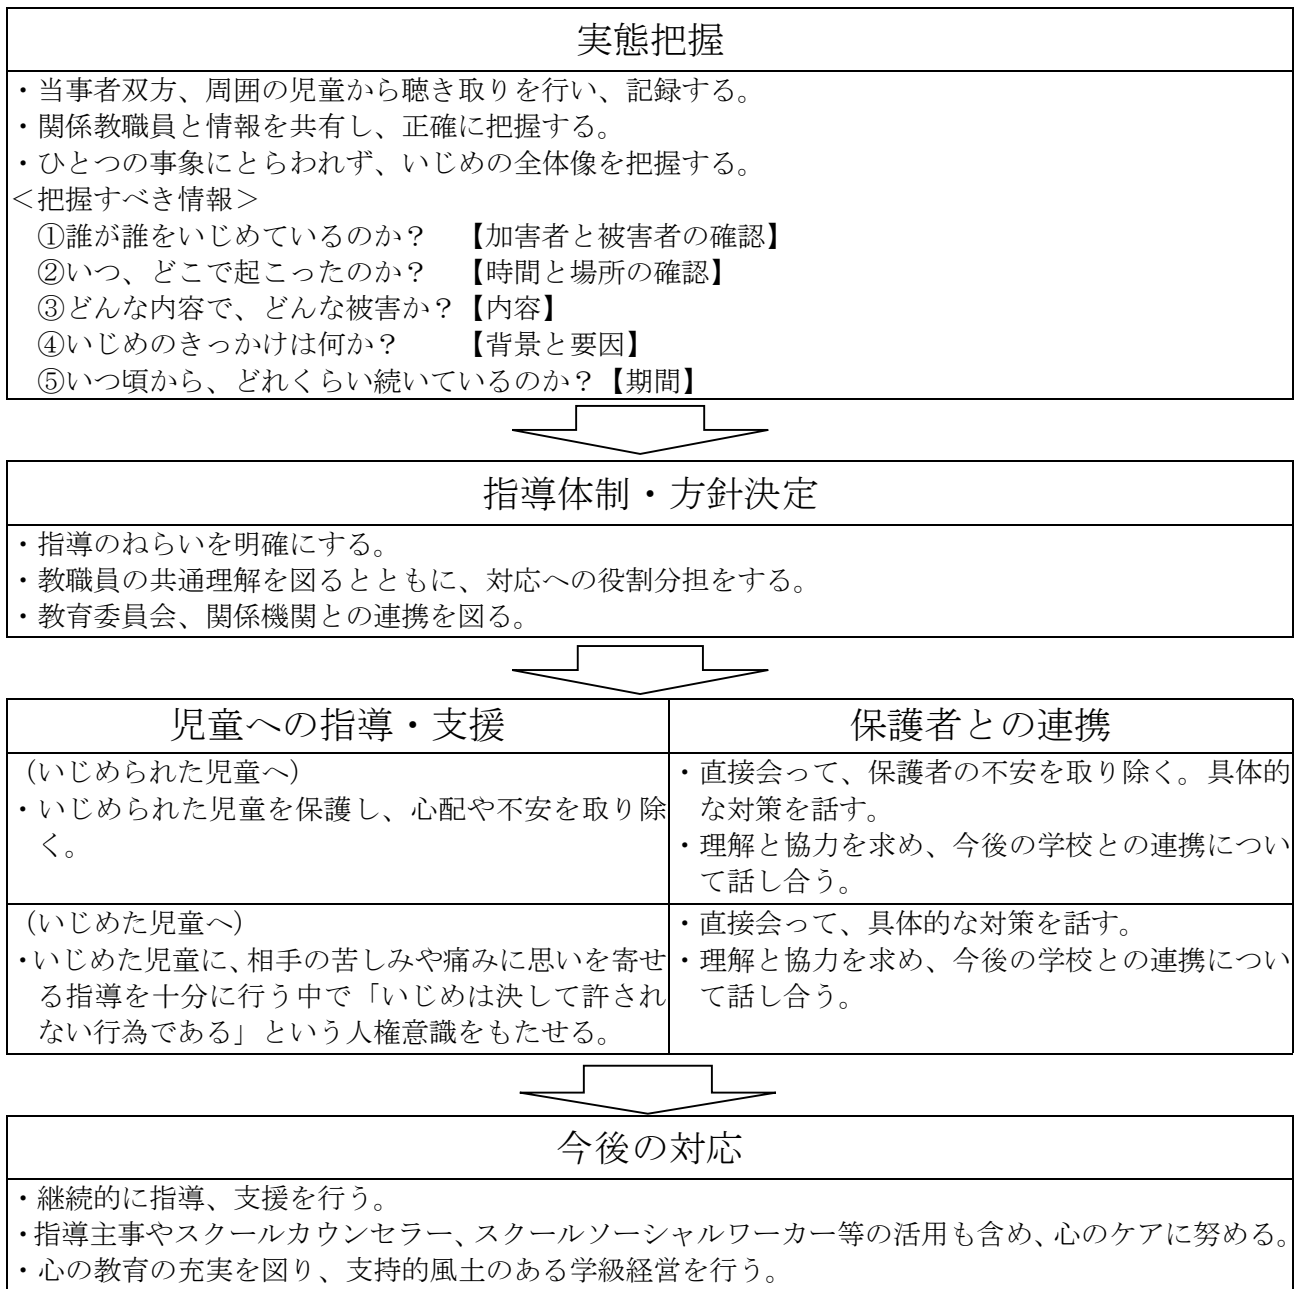 実態把握
・当事者双方、周囲の児童から聴き取りを行い、記録する。
・関係教職員と情報を共有し、正確に把握する。
・ひとつの事象にとらわれず、いじめの全体像を把握する。
＜把握すべき情報＞
①誰が誰をいじめているのか？　【加害者と被害者の確認】
②いつ、どこで起こったのか？　【時間と場所の確認】
③どんな内容で、どんな被害か？【内容】
④いじめのきっかけは何か？　　【背景と要因】
⑤いつ頃から、どれくらい続いているのか？【期間】
指導体制・方針決定
・指導のねらいを明確にする。
・教職員の共通理解を図るとともに、対応への役割分担をする。
・教育委員会、関係機関との連携を図る。
児童への指導・支援
（いじめられた児童へ）
・いじめられた児童を保護し、心配や不安を取り除
く。
（いじめた児童へ）
・いじめた児童に、相手の苦しみや痛みに思いを寄せ
る指導を十分に行う中で「いじめは決して許され
ない行為である」という人権意識をもたせる。
保護者との連携
・直接会って、保護者の不安を取り除く。具体的
な対策を話す。
・理解と協力を求め、今後の学校との連携につい
て話し合う。
・直接会って、具体的な対策を話す。
・理解と協力を求め、今後の学校との連携につい
て話し合う。
今後の対応
・継続的に指導、支援を行う。
・指導主事やスクールカウンセラー、スクールソーシャルワーカー等の活用も含め、心のケアに努める。
・心の教育の充実を図り、支持的風土のある学級経営を行う。